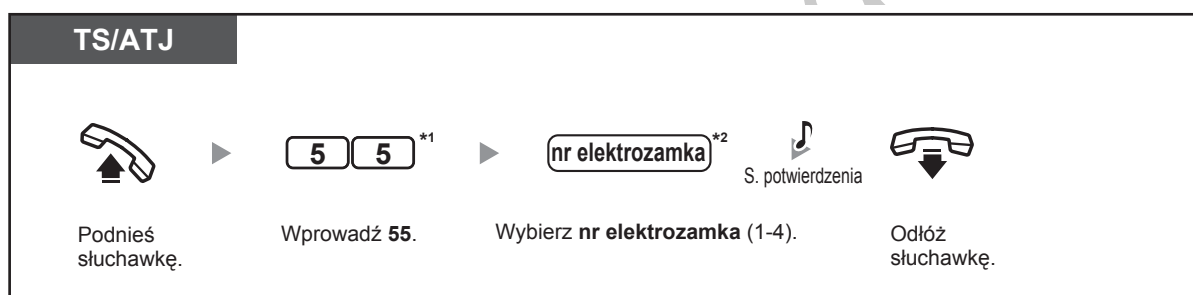 TS/ATJ
5 5 *1
nr elektrozamka *2
S. potwierdzenia
Podnieś
słuchawkę.
Wprowadź 55.
Wybierz nr elektrozamka (1-4).
Odłóż
słuchawkę.